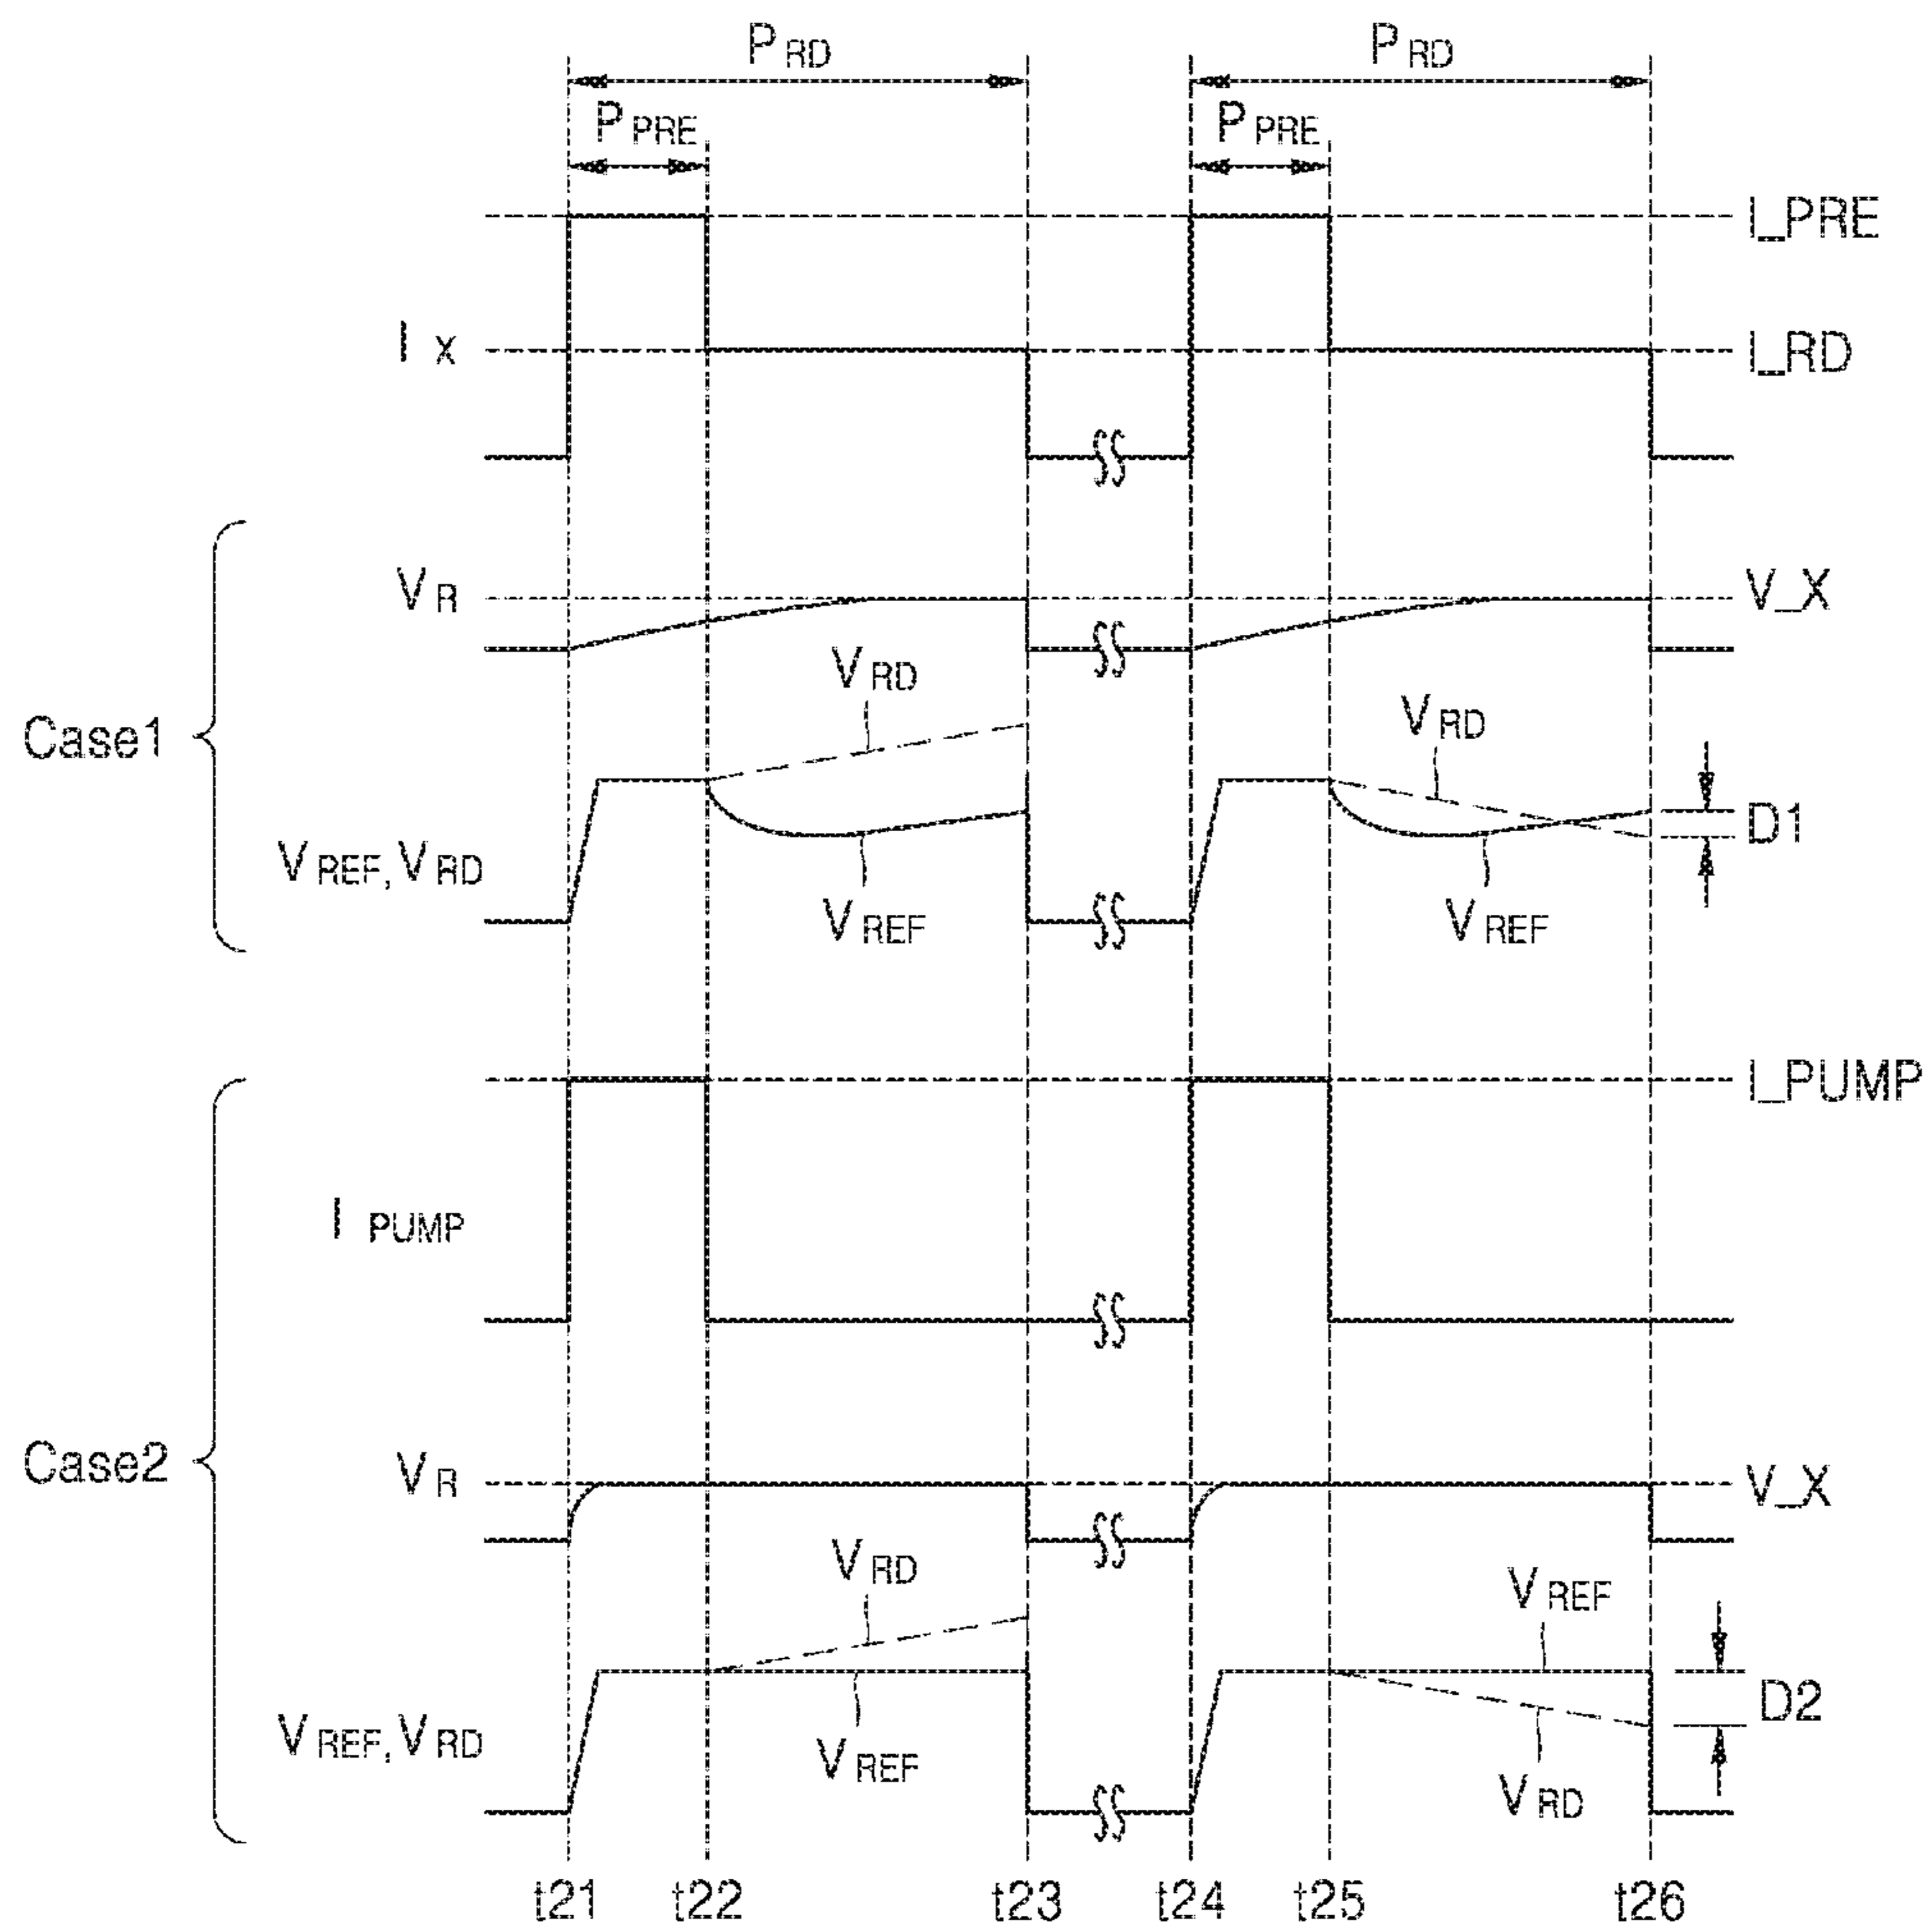 P RD P RD
P PRE P PRE
I_PRE
I X I_RD
V R V_X
V RD V RD
Case1
D1
V REF, V RD
V REF V REF
I_PUMP
I PUMP
Case2
V R V_X
V RD V REF
D2
V REF, V RD
V REF V RD
t21 t22 t23 t24 t25 t26